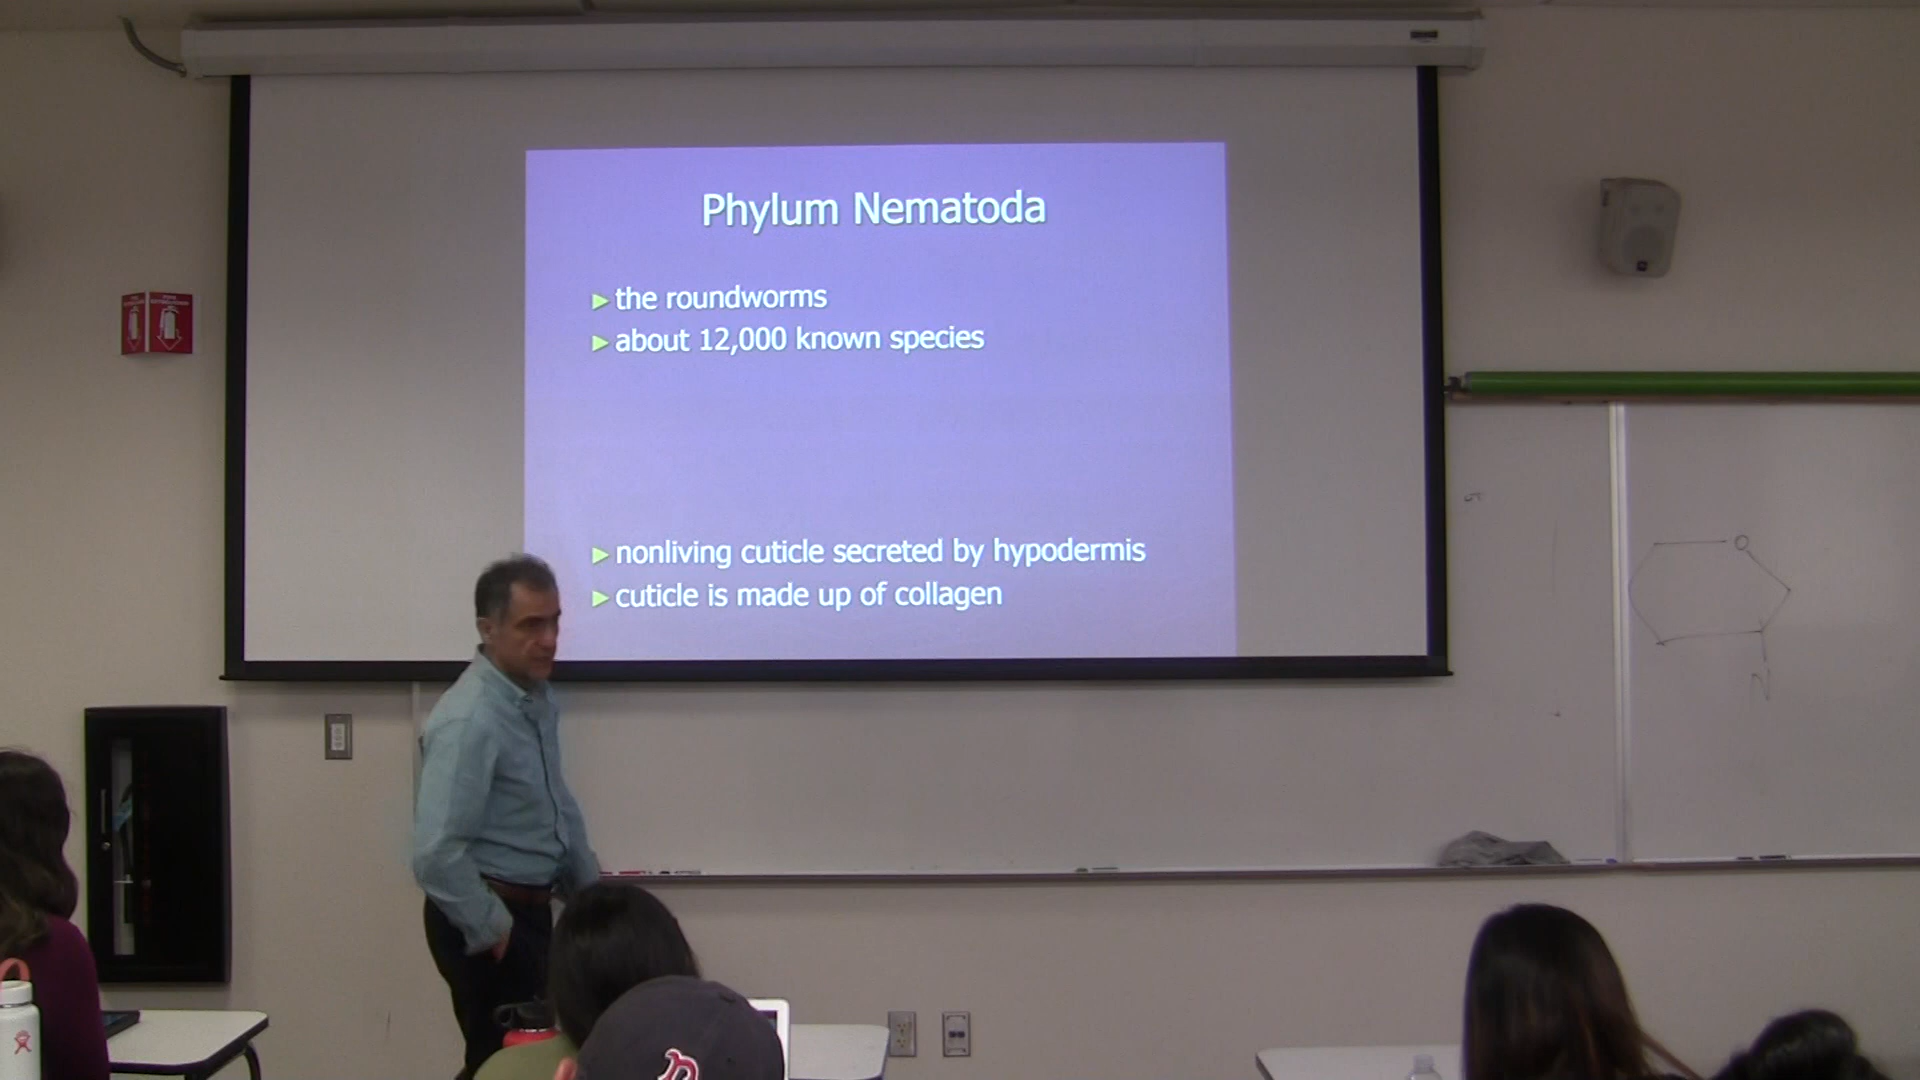 Phylum Nematoda
►the roundworms
►about 12,000 known species
►nonliving cuticle secreted by hypodermis
►cuticle is made up of collagen
N